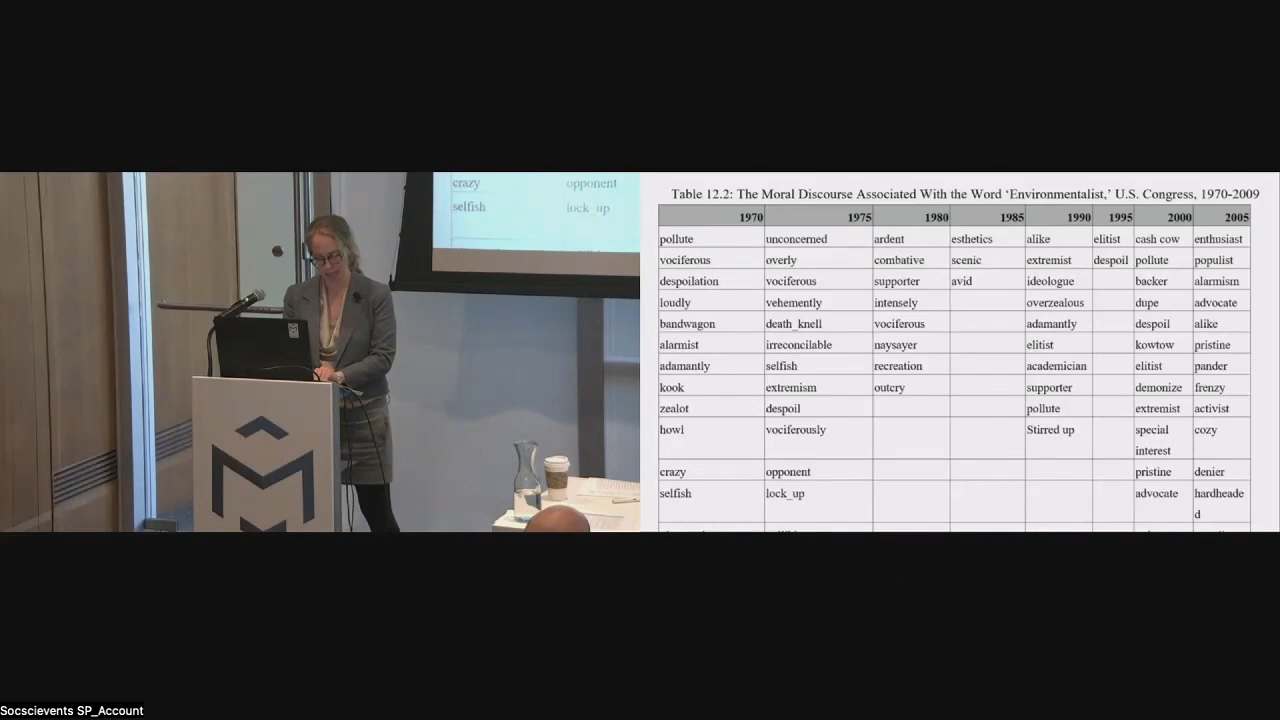 crazy opponent
selfish lock_up
Table 12.2: The Moral Discourse Associated With the Word ‘Environmentalist,’ U.S. Congress, 1970-2009
1970 1975 1980 1985 1990 1995 2000 2005
pollute unconcerned ardent esthetics alike elitist cash cow enthusiast
vociferous overly combative scenic extremist despoil pollute populist
despoilation vociferous supporter avid ideologue backer alarmism
loudly vehemently intensely overzealous dupe advocate
bandwagon death_knell vociferous adamantly despoil alike
alarmist irreconcilable naysayer elitist kowtow pristine
adamantly selfish recreation academician elitist pander
kook extremism outcry supporter demonize frenzy
zealot despoil pollute extremist activist
howl vociferously Stirred up special cozy
interest
crazy opponent pristine denier
selfish lock_up advocate hardheade
d
Socscievents SP_Account